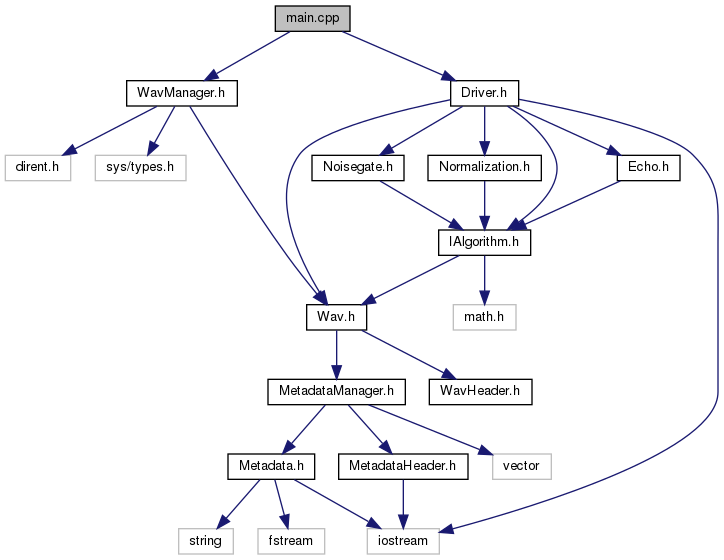 main.cpp
WavManager.h
Driver.h
dirent.h
sys/types.h
Noisegate.h
Normalization.h
Echo.h
IAlgorithm.h
Wav.h
math.h
MetadataManager.h
WavHeader.h
Metadata.h
MetadataHeader.h
vector
string
fstream
iostream